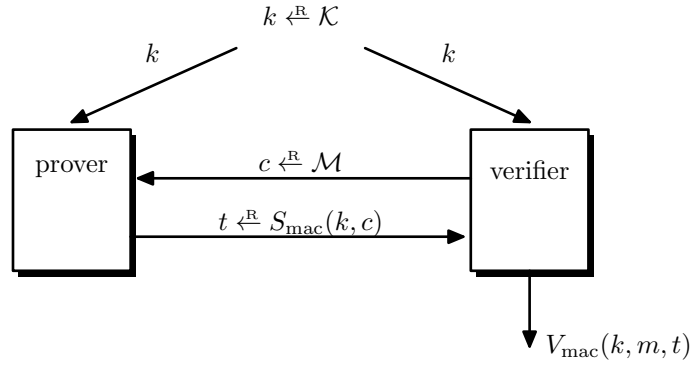 k ←R 𝒦
k k
prover verifier
c ←R ℳ
t ←R S_mac(k, c)
V_mac(k, m, t)